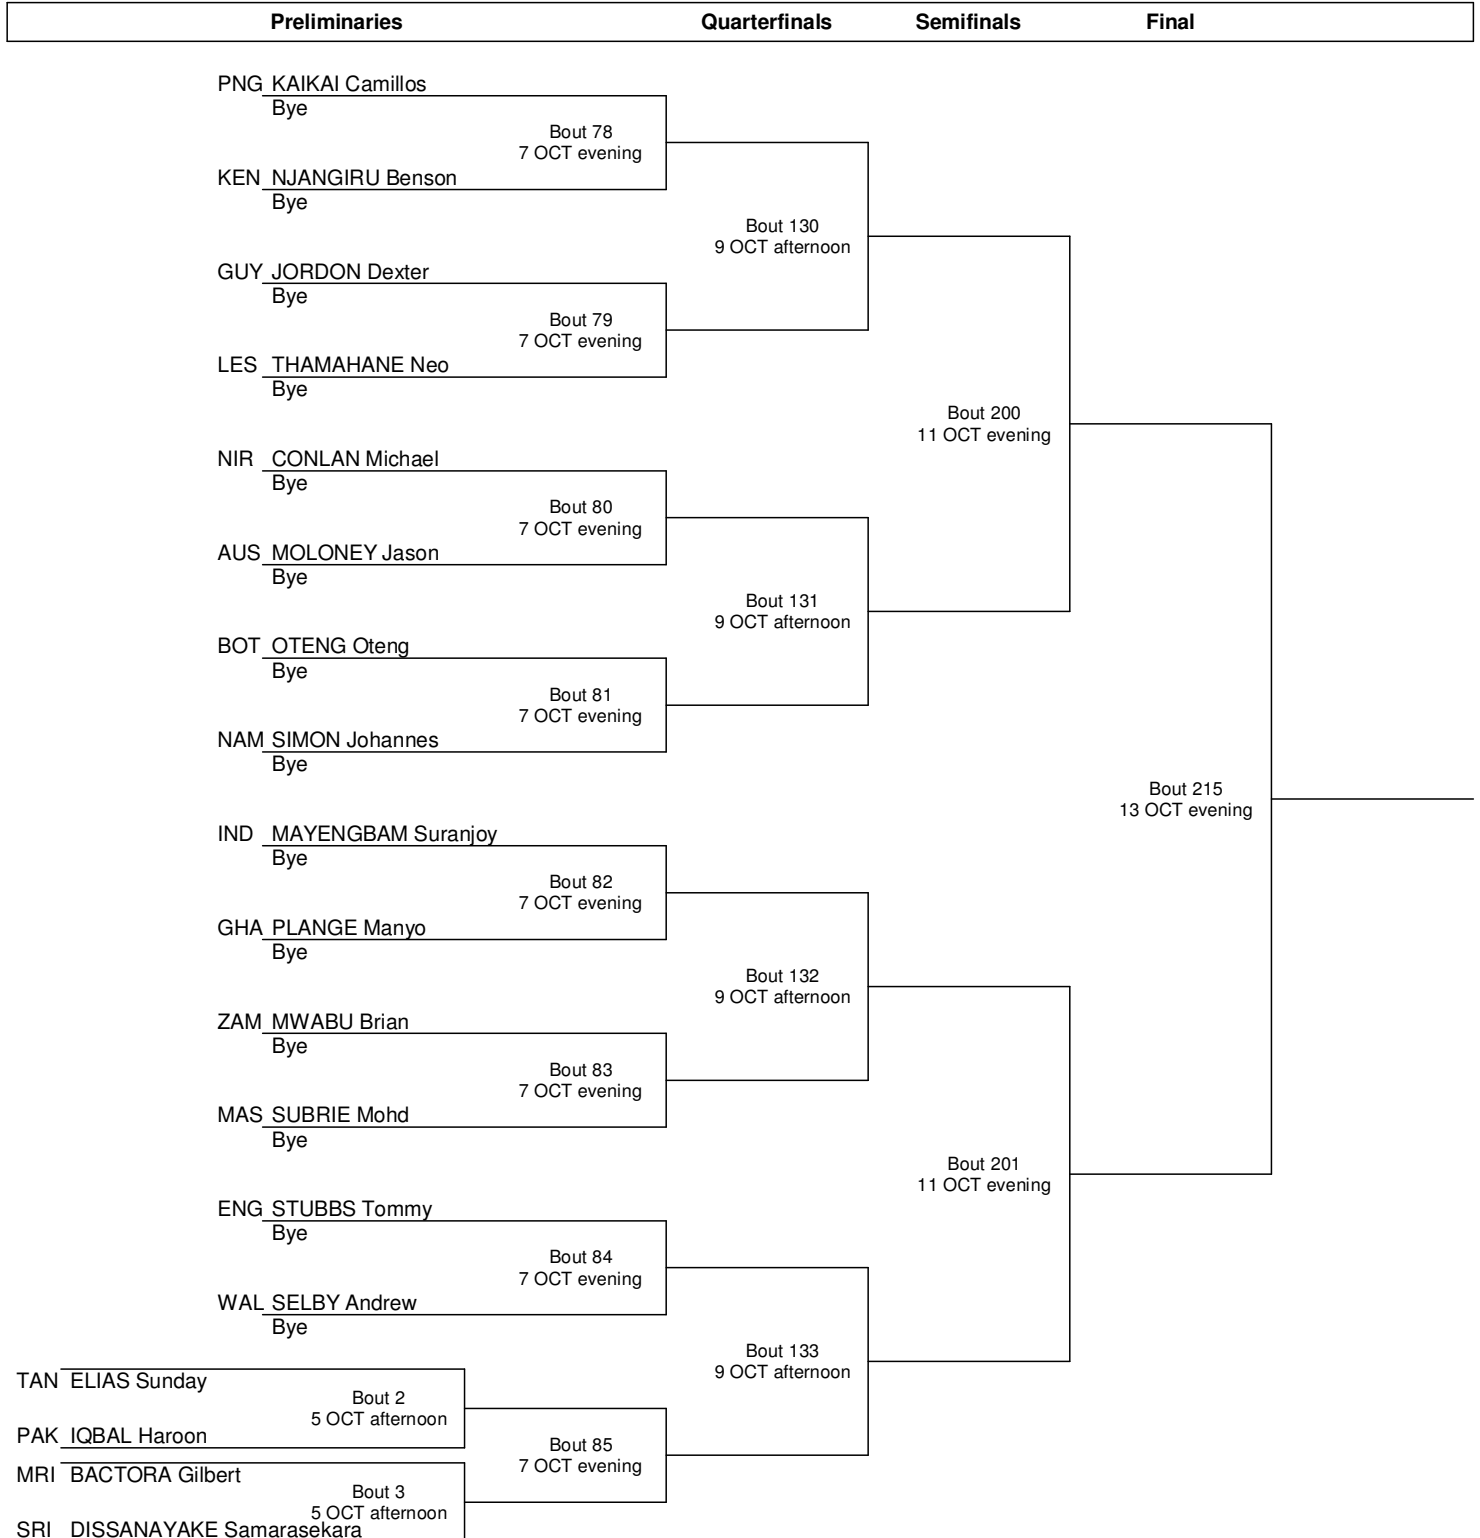 Preliminaries Quarterfinals Semifinals Final
PNG KAIKAI Camillos
Bye
Bout 78
7 OCT evening
KEN NJANGIRU Benson
Bye
Bout 130
9 OCT afternoon
GUY JORDON Dexter
Bye
Bout 79
7 OCT evening
LES THAMAHANE Neo
Bye
Bout 200
11 OCT evening
NIR CONLAN Michael
Bye
Bout 80
7 OCT evening
AUS MOLONEY Jason
Bye
Bout 131
9 OCT afternoon
BOT OTENG Oteng
Bye
Bout 81
7 OCT evening
NAM SIMON Johannes
Bye
Bout 215
13 OCT evening
IND MAYENGBAM Suranjoy
Bye
Bout 82
7 OCT evening
GHA PLANGE Manyo
Bye
Bout 132
9 OCT afternoon
ZAM MWABU Brian
Bye
Bout 83
7 OCT evening
MAS SUBRIE Mohd
Bye
Bout 201
11 OCT evening
ENG STUBBS Tommy
Bye
Bout 84
7 OCT evening
WAL SELBY Andrew
Bye
Bout 133
9 OCT afternoon
TAN ELIAS Sunday
Bout 2
5 OCT afternoon
PAK IQBAL Haroon
Bout 85
7 OCT evening
MRI BACTORA Gilbert
Bout 3
5 OCT afternoon
SRI DISSANAYAKE Samarasekara